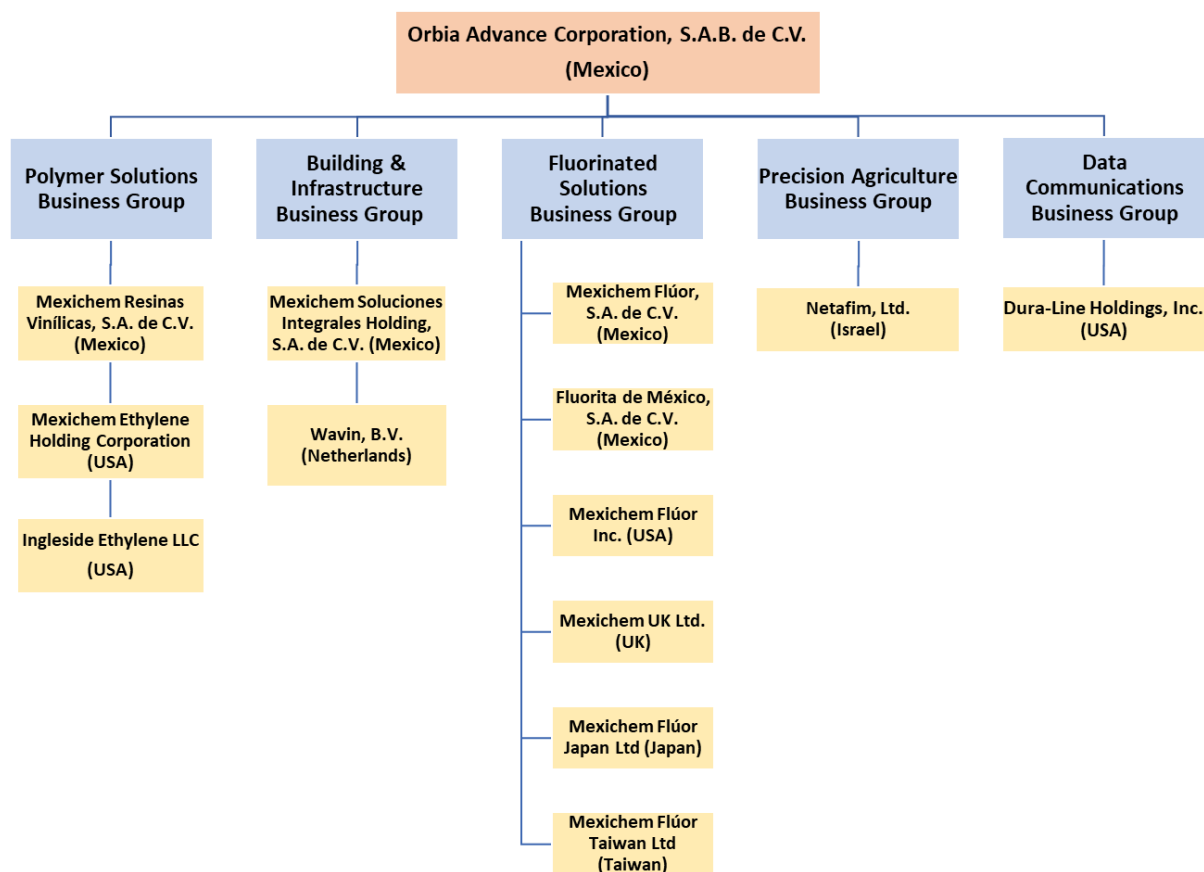 Orbia Advance Corporation, S.A.B. de C.V.
(Mexico)
Polymer Solutions
Business Group
Building &
Infrastructure
Business Group
Fluorinated
Solutions
Business Group
Precision Agriculture
Business Group
Data
Communications
Business Group
Mexichem Resinas
Vinílicas, S.A. de C.V.
(Mexico)
Mexichem Ethylene
Holding Corporation
(USA)
Ingleside Ethylene LLC
(USA)
Mexichem Soluciones
Integrales Holding,
S.A. de C.V. (Mexico)
Wavin, B.V.
(Netherlands)
Mexichem Flúor,
S.A. de C.V.
(Mexico)
Fluorita de México,
S.A. de C.V.
(Mexico)
Mexichem Flúor
Inc. (USA)
Mexichem UK Ltd.
(UK)
Mexichem Flúor
Japan Ltd (Japan)
Mexichem Flúor
Taiwan Ltd
(Taiwan)
Netafim, Ltd.
(Israel)
Dura-Line Holdings, Inc.
(USA)